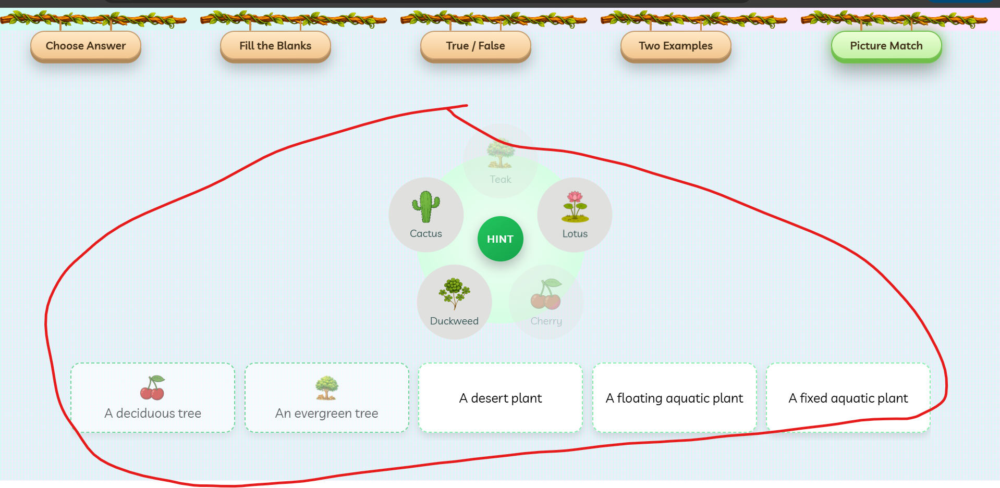 Choose Answer
Fill the Blanks
True / False
Two Examples
Picture Match
Teak
Cactus
Lotus
HINT
Duckweed
Cherry
A deciduous tree
An evergreen tree
A desert plant
A floating aquatic plant
A fixed aquatic plant